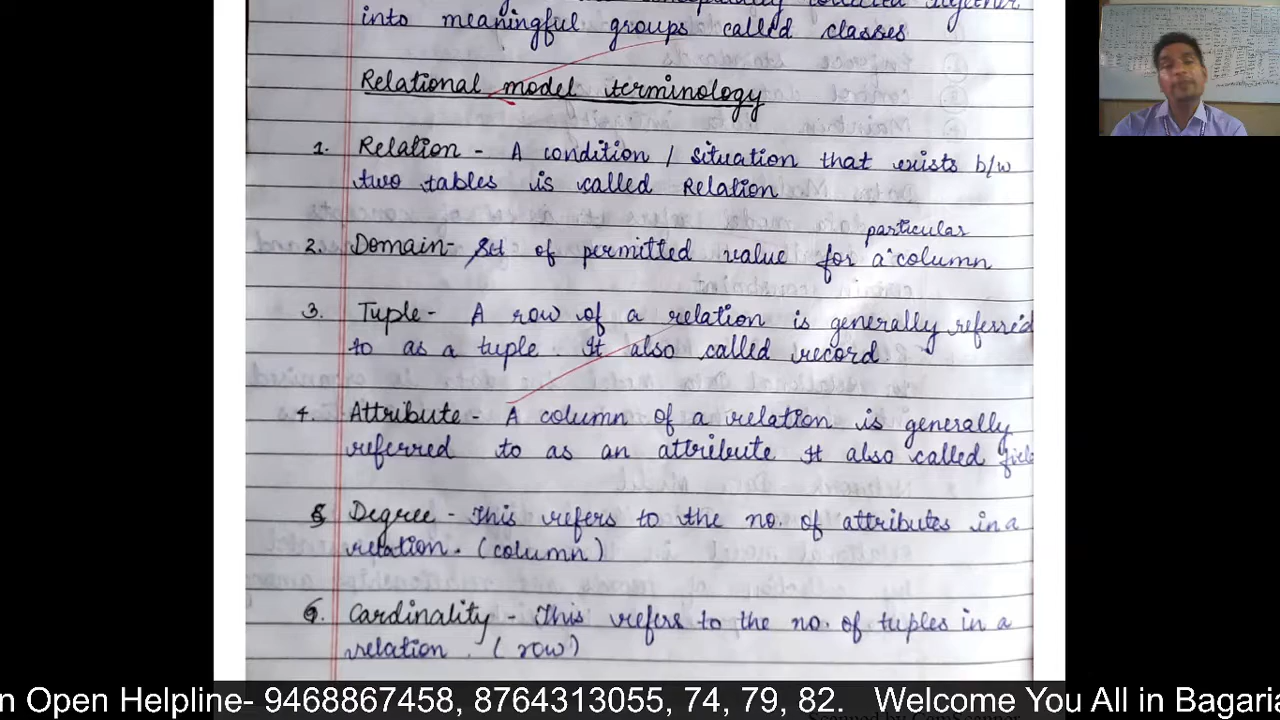 together
into meaningful groups called classes
Relational model terminology
1. Relation - A condition / situation that exists b/w
two tables is called Relation
particular
2. Domain- Set of permitted value for a column
3. Tuple- A row of a relation is generally referred
to as a tuple. It also called record.
4. Attribute - A column of a relation is generally
referred to as an attribute It also called fiel
5 Degree - This refers to the no. of attributes in a
relation. (column)
6. Cardinality - This refers to the no. of tuples in a
relation. (row)
n Open Helpline- 9468867458, 8764313055, 74, 79, 82. Welcome You All in Bagaria